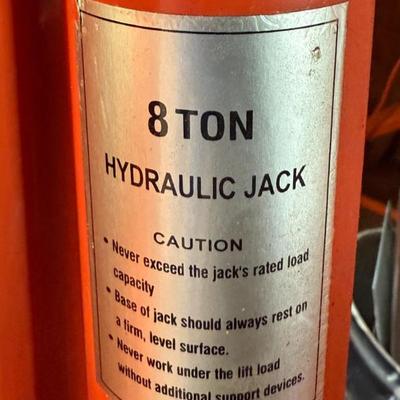 8 TON
HYDRAULIC JACK
CAUTION
• Never exceed the jack's rated load
capacity
• Base of jack should always rest on
a firm, level surface.
• Never work under the lift load
without additional support devices.